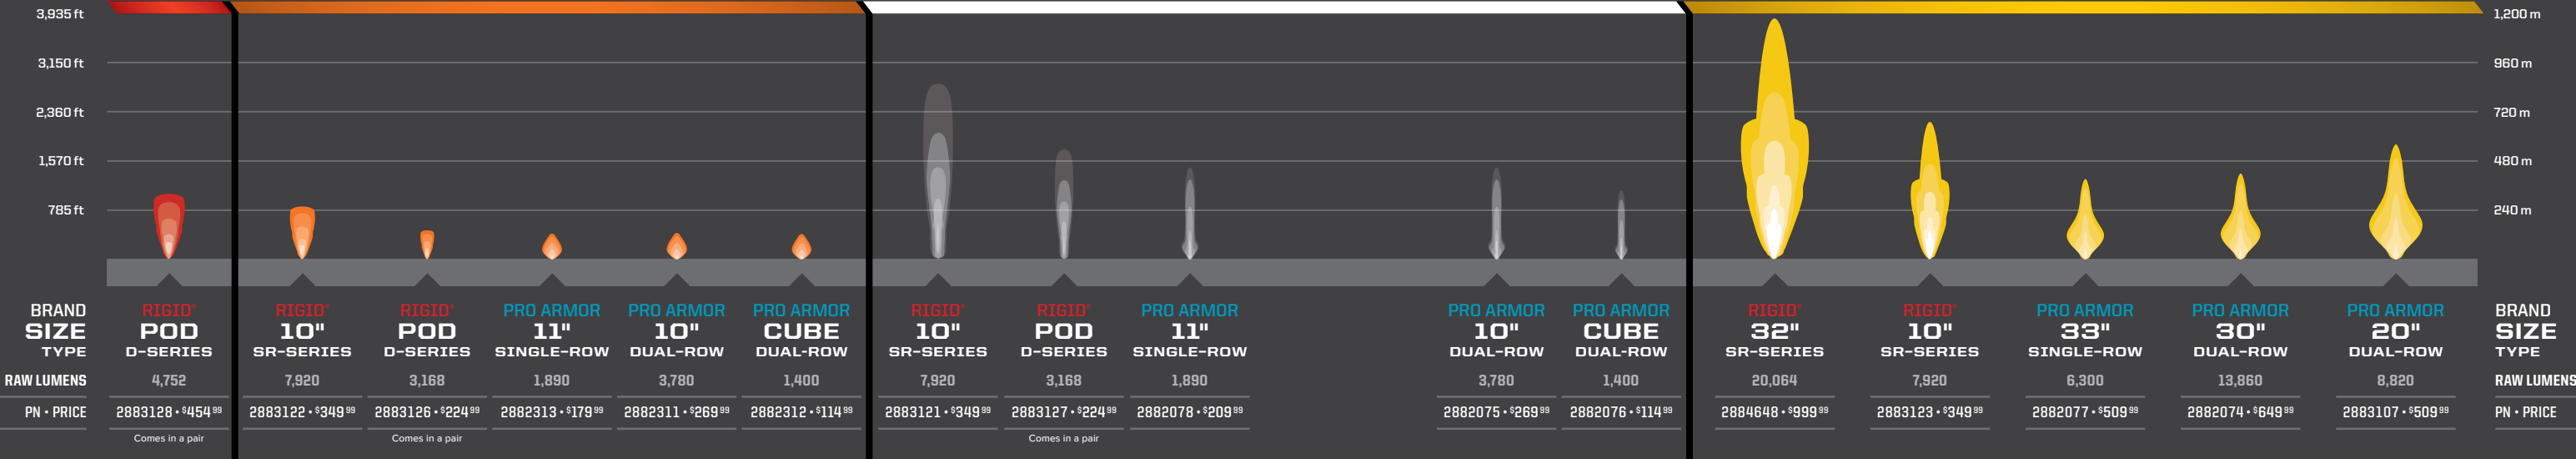 3,935 ft
1,200 m
3,150 ft
960 m
2,360 ft
720 m
1,570 ft
480 m
785 ft
240 m
BRAND RIGID® RIGID® RIGID® PRO ARMOR PRO ARMOR PRO ARMOR RIGID® RIGID® PRO ARMOR PRO ARMOR PRO ARMOR RIGID® RIGID® PRO ARMOR PRO ARMOR PRO ARMOR BRAND
SIZE POD 10" POD 11" 10" CUBE 10" POD 11" 10" CUBE 32" 10" 33" 30" 20" SIZE
TYPE D-SERIES SR-SERIES D-SERIES SINGLE-ROW DUAL-ROW DUAL-ROW SR-SERIES D-SERIES SINGLE-ROW DUAL-ROW DUAL-ROW SR-SERIES SR-SERIES SINGLE-ROW DUAL-ROW DUAL-ROW TYPE
RAW LUMENS 4,752 7,920 3,168 1,890 3,780 1,400 7,920 3,168 1,890 3,780 1,400 20,064 7,920 6,300 13,860 8,820 RAW LUMENS
PN • PRICE 2883128 • $454 99 2883122 • $349 99 2883126 • $224 99 2882313 • $179 99 2882311 • $269 99 2882312 • $114 99 2883121 • $349 99 2883127 • $224 99 2882078 • $209 99 2882075 • $269 99 2882076 • $114 99 2884648 • $999 99 2883123 • $349 99 2882077 • $509 99 2882074 • $649 99 2883107 • $509 99 PN • PRICE
Comes in a pair Comes in a pair Comes in a pair